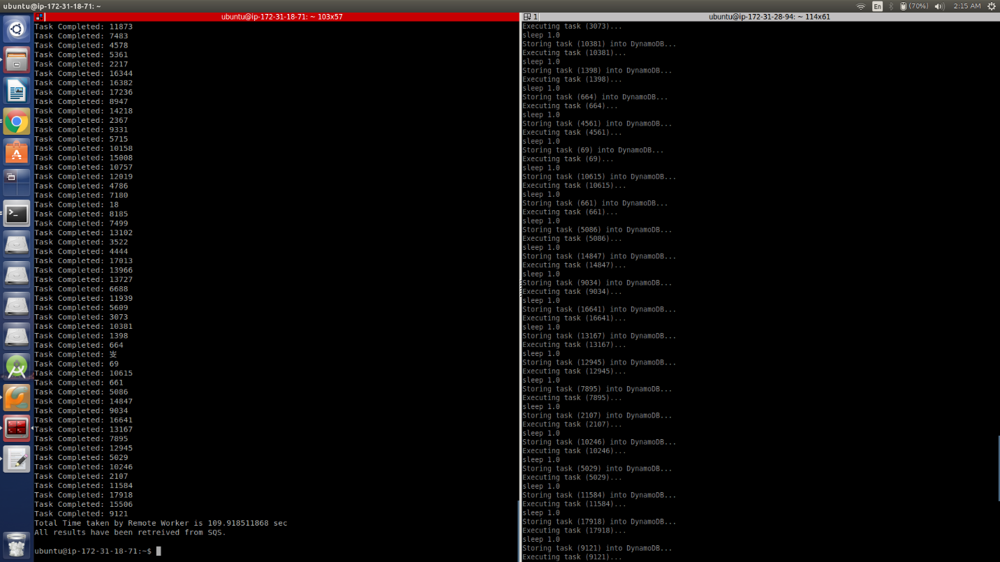 ubuntu@ip-172-31-18-71: ~
En
(70%)
2:15 AM
ubuntu@ip-172-31-18-71: ~ 103x57
Task Completed: 11873
Task Completed: 7483
Task Completed: 4578
Task Completed: 5361
Task Completed: 2217
Task Completed: 16344
Task Completed: 16382
Task Completed: 17236
Task Completed: 8947
Task Completed: 14218
Task Completed: 2367
Task Completed: 9331
Task Completed: 5715
Task Completed: 10158
Task Completed: 15008
Task Completed: 10757
Task Completed: 12019
Task Completed: 4786
Task Completed: 7180
Task Completed: 18
Task Completed: 8185
Task Completed: 7499
Task Completed: 13102
Task Completed: 3522
Task Completed: 4444
Task Completed: 17013
Task Completed: 13966
Task Completed: 13727
Task Completed: 6688
Task Completed: 11939
Task Completed: 5609
Task Completed: 3073
Task Completed: 10381
Task Completed: 1398
Task Completed: 664
Task Completed:
Task Completed: 69
Task Completed: 10615
Task Completed: 661
Task Completed: 5086
Task Completed: 14847
Task Completed: 9034
Task Completed: 16641
Task Completed: 13167
Task Completed: 7895
Task Completed: 12945
Task Completed: 5029
Task Completed: 10246
Task Completed: 2107
Task Completed: 11584
Task Completed: 17918
Task Completed: 15506
Task Completed: 9121
Total Time taken by Remote Worker is 109.918511868 sec
All results have been retreived from SQS.
ubuntu@ip-172-31-18-71:~$
1
ubuntu@ip-172-31-28-94: ~ 114x61
Executing task (3073)...
sleep 1.0
Storing task (10381) into DynamoDB...
Executing task (10381)...
sleep 1.0
Storing task (1398) into DynamoDB...
Executing task (1398)...
sleep 1.0
Storing task (664) into DynamoDB...
Executing task (664)...
sleep 1.0
Storing task (4561) into DynamoDB...
Executing task (4561)...
sleep 1.0
Storing task (69) into DynamoDB...
Executing task (69)...
sleep 1.0
Storing task (10615) into DynamoDB...
Executing task (10615)...
sleep 1.0
Storing task (661) into DynamoDB...
Executing task (661)...
sleep 1.0
Storing task (5086) into DynamoDB...
Executing task (5086)...
sleep 1.0
Storing task (14847) into DynamoDB...
Executing task (14847)...
sleep 1.0
Storing task (9034) into DynamoDB...
Executing task (9034)...
sleep 1.0
Storing task (16641) into DynamoDB...
Executing task (16641)...
sleep 1.0
Storing task (13167) into DynamoDB...
Executing task (13167)...
sleep 1.0
Storing task (12945) into DynamoDB...
Executing task (12945)...
sleep 1.0
Storing task (7895) into DynamoDB...
Executing task (7895)...
sleep 1.0
Storing task (2107) into DynamoDB...
Executing task (2107)...
sleep 1.0
Storing task (10246) into DynamoDB...
Executing task (10246)...
sleep 1.0
Storing task (5029) into DynamoDB...
Executing task (5029)...
sleep 1.0
Storing task (11584) into DynamoDB...
Executing task (11584)...
sleep 1.0
Storing task (17918) into DynamoDB...
Executing task (17918)...
sleep 1.0
Storing task (9121) into DynamoDB...
Executing task (9121)...